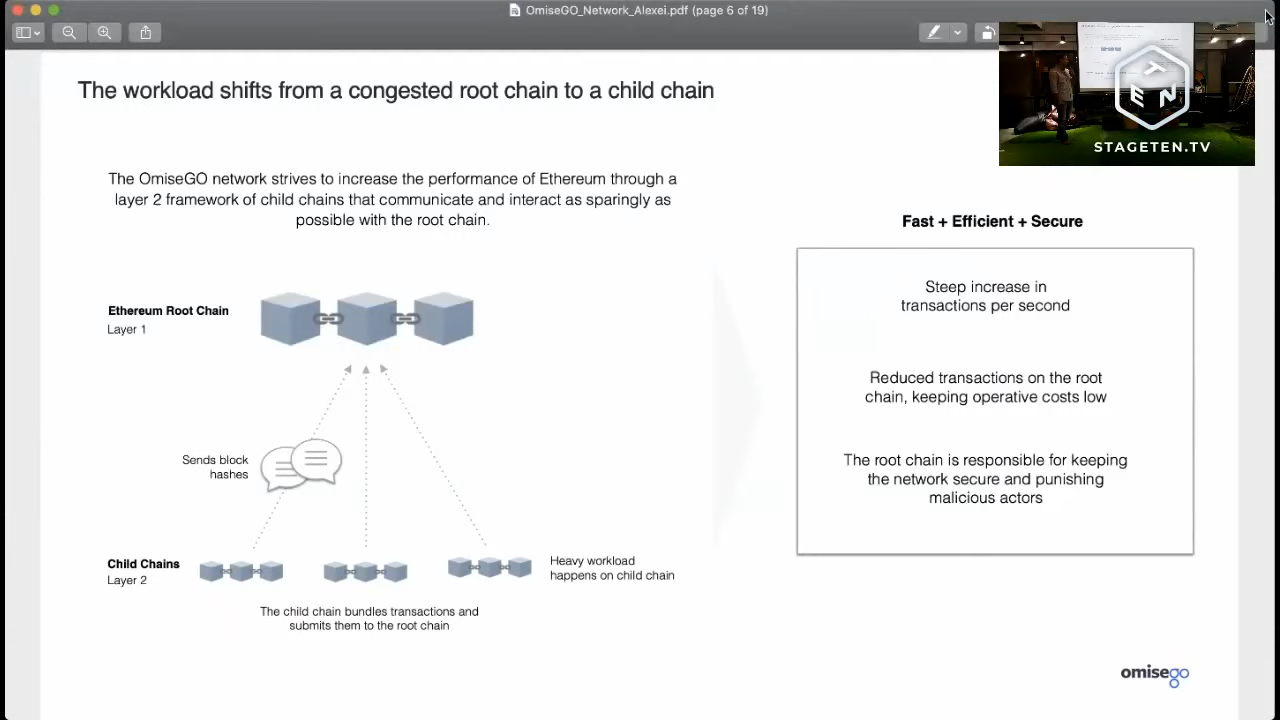 OmiseGO_Network_Alexei.pdf (page 6 of 19)
The workload shifts from a congested root chain to a child chain
T
E N
STAGETEN.TV
The OmiseGO network strives to increase the performance of Ethereum through a
layer 2 framework of child chains that communicate and interact as sparingly as
possible with the root chain.
Fast + Efficient + Secure
Steep increase in
transactions per second
Reduced transactions on the root
chain, keeping operative costs low
The root chain is responsible for keeping
the network secure and punishing
malicious actors
Ethereum Root Chain
Layer 1
Sends block
hashes
Child Chains
Layer 2
Heavy workload
happens on child chain
The child chain bundles transactions and
submits them to the root chain
omisego